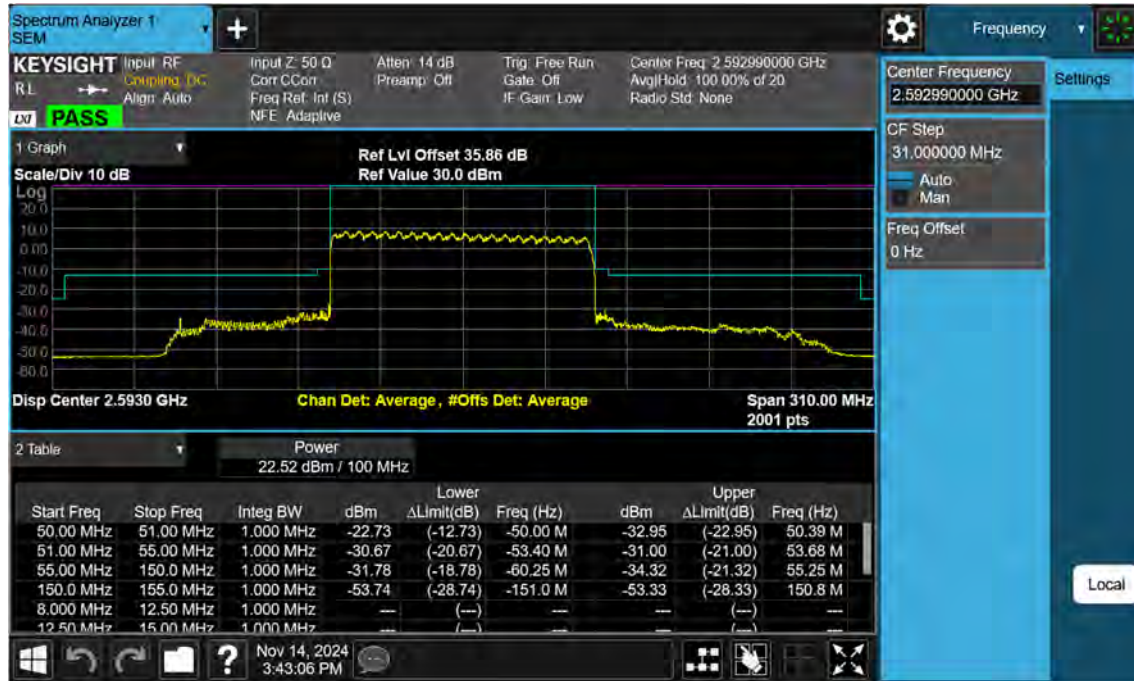 Spectrum Analyzer 1
SEM
+
Frequency
KEYSIGHT
RL
LXI
PASS
Input: RF
Coupling: DC
Align: Auto
Input Z: 50 Ω
Corr CCorr
Freq Ref: Int (S)
NFE: Adaptive
Atten: 14 dB
Preamp: Off
Trig: Free Run
Gate: Off
IF Gain: Low
Center Freq: 2.592990000 GHz
Avg|Hold: 100.00% of 20
Radio Std: None
Center Frequency
2.592990000 GHz
Settings
CF Step
31.000000 MHz
Auto
Man
Freq Offset
0 Hz
1 Graph
Scale/Div 10 dB
Ref Lvl Offset 35.86 dB
Ref Value 30.0 dBm
Log
20.0
10.0
0.00
-10.0
-20.0
-30.0
-40.0
-50.0
-60.0
Disp Center 2.5930 GHz
Chan Det: Average, #Offs Det: Average
Span 310.00 MHz
2001 pts
2 Table
Power
22.52 dBm / 100 MHz
Lower Upper
Start Freq Stop Freq Integ BW dBm ΔLimit(dB) Freq (Hz) dBm ΔLimit(dB) Freq (Hz)
50.00 MHz 51.00 MHz 1.000 MHz -22.73 (-12.73) -50.00 M -32.95 (-22.95) 50.39 M
51.00 MHz 55.00 MHz 1.000 MHz -30.67 (-20.67) -53.40 M -31.00 (-21.00) 53.68 M
55.00 MHz 150.0 MHz 1.000 MHz -31.78 (-18.78) -60.25 M -34.32 (-21.32) 55.25 M
150.0 MHz 155.0 MHz 1.000 MHz -53.74 (-28.74) -151.0 M -53.33 (-28.33) 150.8 M
8.000 MHz 12.50 MHz 1.000 MHz --- (---) --- --- (---) ---
12.50 MHz 15.00 MHz 1.000 MHz --- (---) --- --- (---) ---
Local
?
Nov 14, 2024
3:43:06 PM